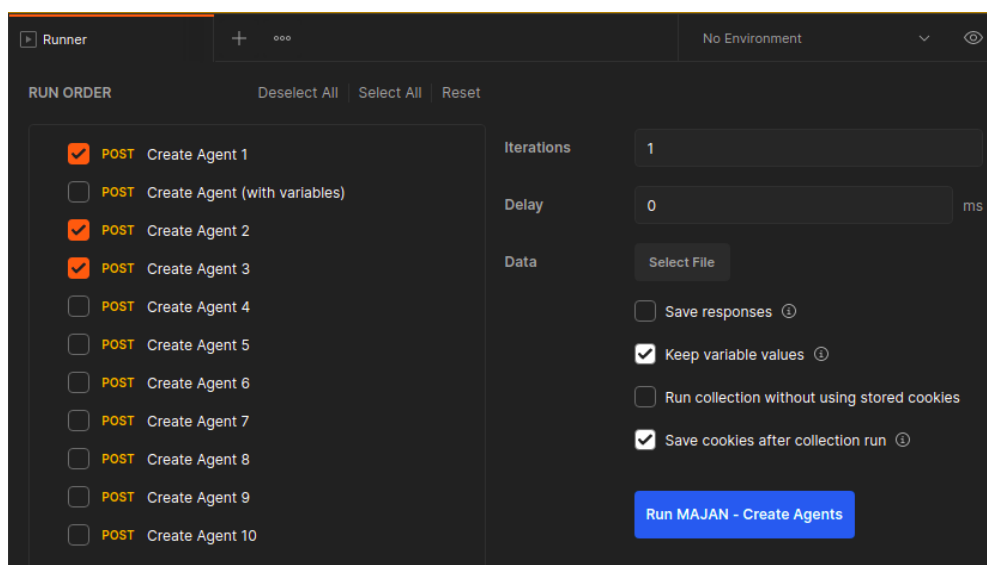 Runner
No Environment
RUN ORDER
Deselect All Select All Reset
POST Create Agent 1
POST Create Agent (with variables)
POST Create Agent 2
POST Create Agent 3
POST Create Agent 4
POST Create Agent 5
POST Create Agent 6
POST Create Agent 7
POST Create Agent 8
POST Create Agent 9
POST Create Agent 10
Iterations 1
Delay 0 ms
Data Select File
Save responses
Keep variable values
Run collection without using stored cookies
Save cookies after collection run
Run MAJAN - Create Agents